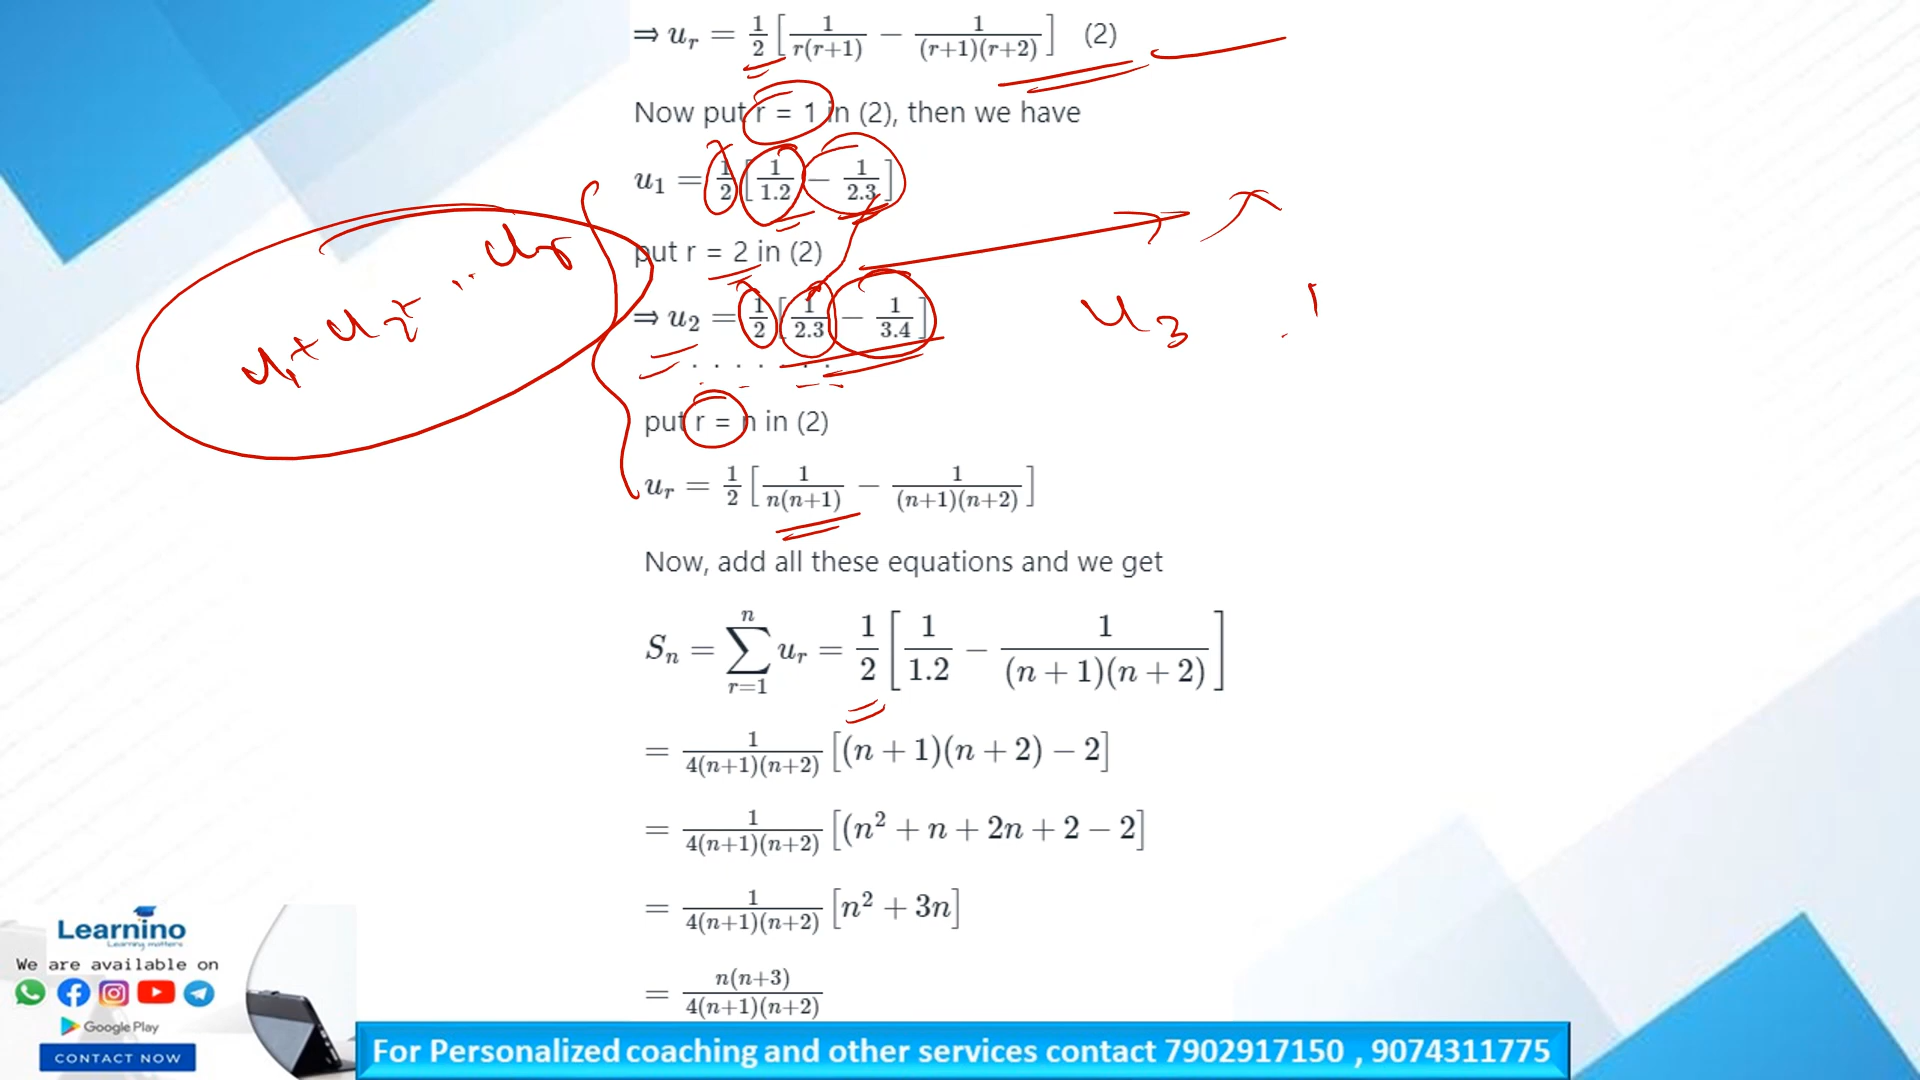 ⇒ u_r = 1/2 [1/(r(r+1)) − 1/((r+1)(r+2))] (2)
Now put r = 1 in (2), then we have
u_1 = 1/2 [1/1.2 − 1/2.3]
put r = 2 in (2)
⇒ u_2 = 1/2 [1/2.3 − 1/3.4]
. . . . . . .
u_1 + u_2 + ... u_r
u_3
put r = n in (2)
u_r = 1/2 [1/(n(n+1)) − 1/((n+1)(n+2))]
Now, add all these equations and we get
S_n = ∑_{r=1}^{n} u_r = 1/2 [1/1.2 − 1/((n + 1)(n + 2))]
= 1/(4(n+1)(n+2)) [(n + 1)(n + 2) − 2]
= 1/(4(n+1)(n+2)) [(n² + n + 2n + 2 − 2]
= 1/(4(n+1)(n+2)) [n² + 3n]
= n(n+3)/(4(n+1)(n+2))
Learnino
Learning matters
We are available on
Google Play
CONTACT NOW
For Personalized coaching and other services contact 7902917150 , 9074311775